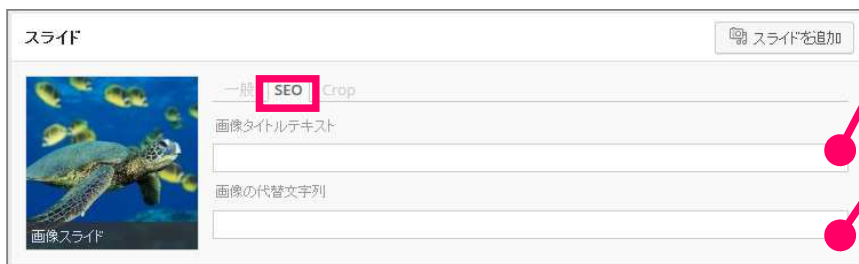 スライド
スライドを追加
一般 SEO Crop
画像タイトルテキスト
画像の代替文字列
画像スライド